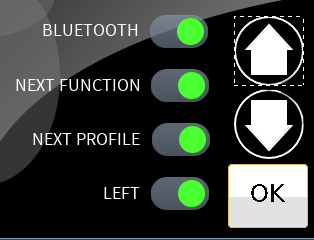 BLUETOOTH
NEXT FUNCTION
NEXT PROFILE
LEFT
OK